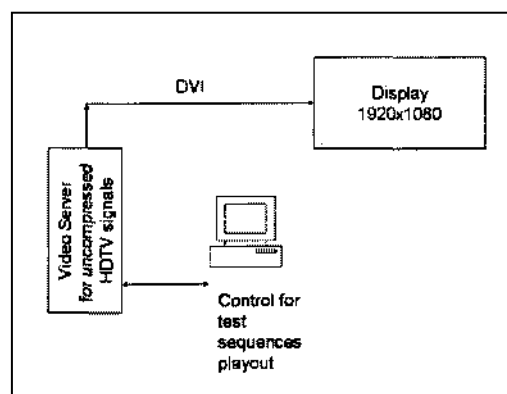 DVI
Display
1920x1080
Video Server
for uncompressed
HDTV signals
Control for
test
sequences
playout